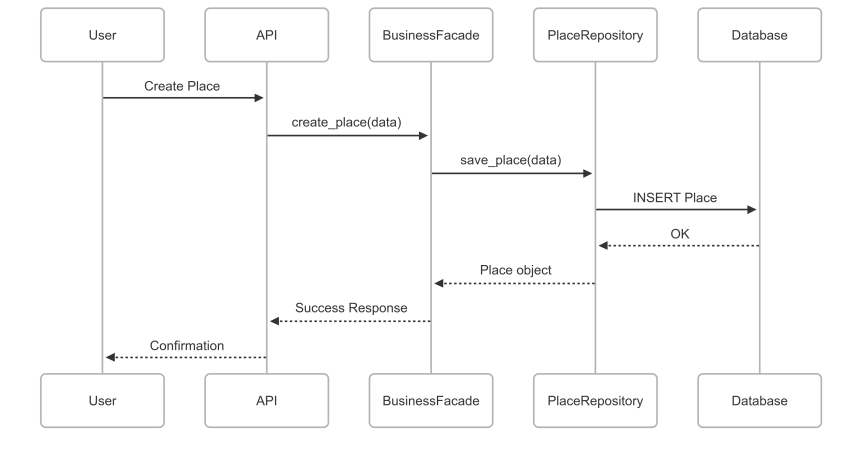 User
API
BusinessFacade
PlaceRepository
Database
Create Place
create_place(data)
save_place(data)
INSERT Place
OK
Place object
Success Response
Confirmation
User
API
BusinessFacade
PlaceRepository
Database